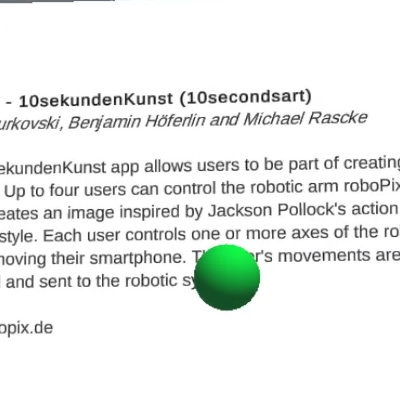 - 10sekundenKunst (10secondsart)
urkovski, Benjamin Höferlin and Michael Rascke
ekundenKunst app allows users to be part of creating
Up to four users can control the robotic arm roboPix
eates an image inspired by Jackson Pollock's action
style. Each user controls one or more axes of the ro
moving their smartphone. movements are
and sent to the robotic
opix.de